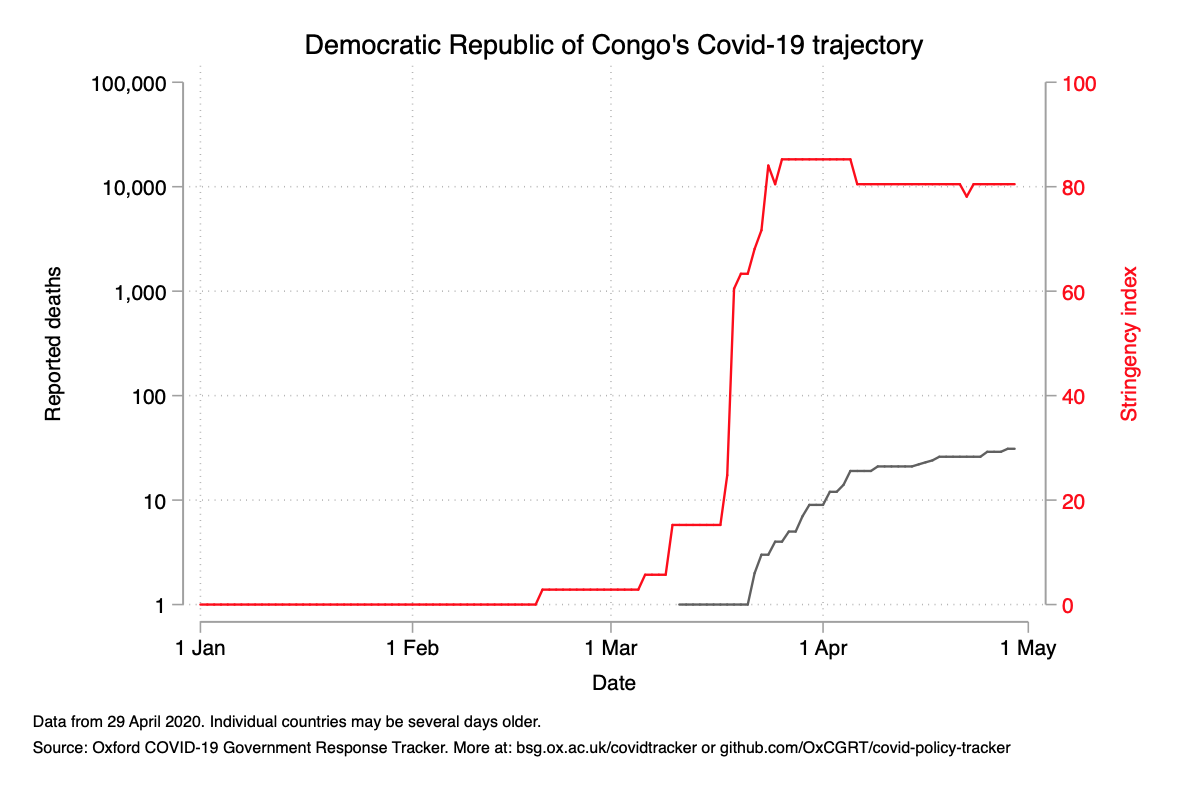 Democratic Republic of Congo's Covid-19 trajectory
100,000
10,000
1,000
100
10
1
Reported deaths
100
80
60
40
20
0
Stringency index
1 Jan 1 Feb 1 Mar 1 Apr 1 May
Date
Data from 29 April 2020. Individual countries may be several days older.
Source: Oxford COVID-19 Government Response Tracker. More at: bsg.ox.ac.uk/covidtracker or github.com/OxCGRT/covid-policy-tracker